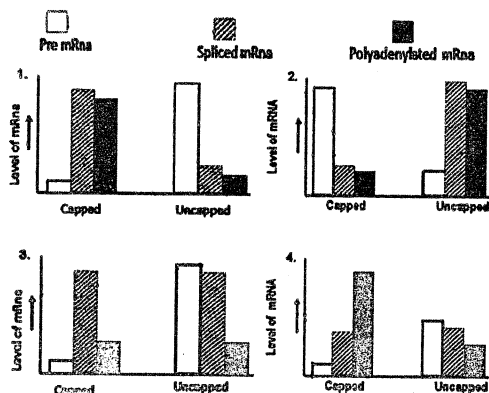 Pre mRna
Spliced mRna
Polyadenylated mRna
1.
Level of mRna
Capped
Uncapped
2.
Level of mRNA
Capped
Uncapped
3.
Level of mRna
Capped
Uncapped
4.
Level of mRNA
Capped
Uncapped